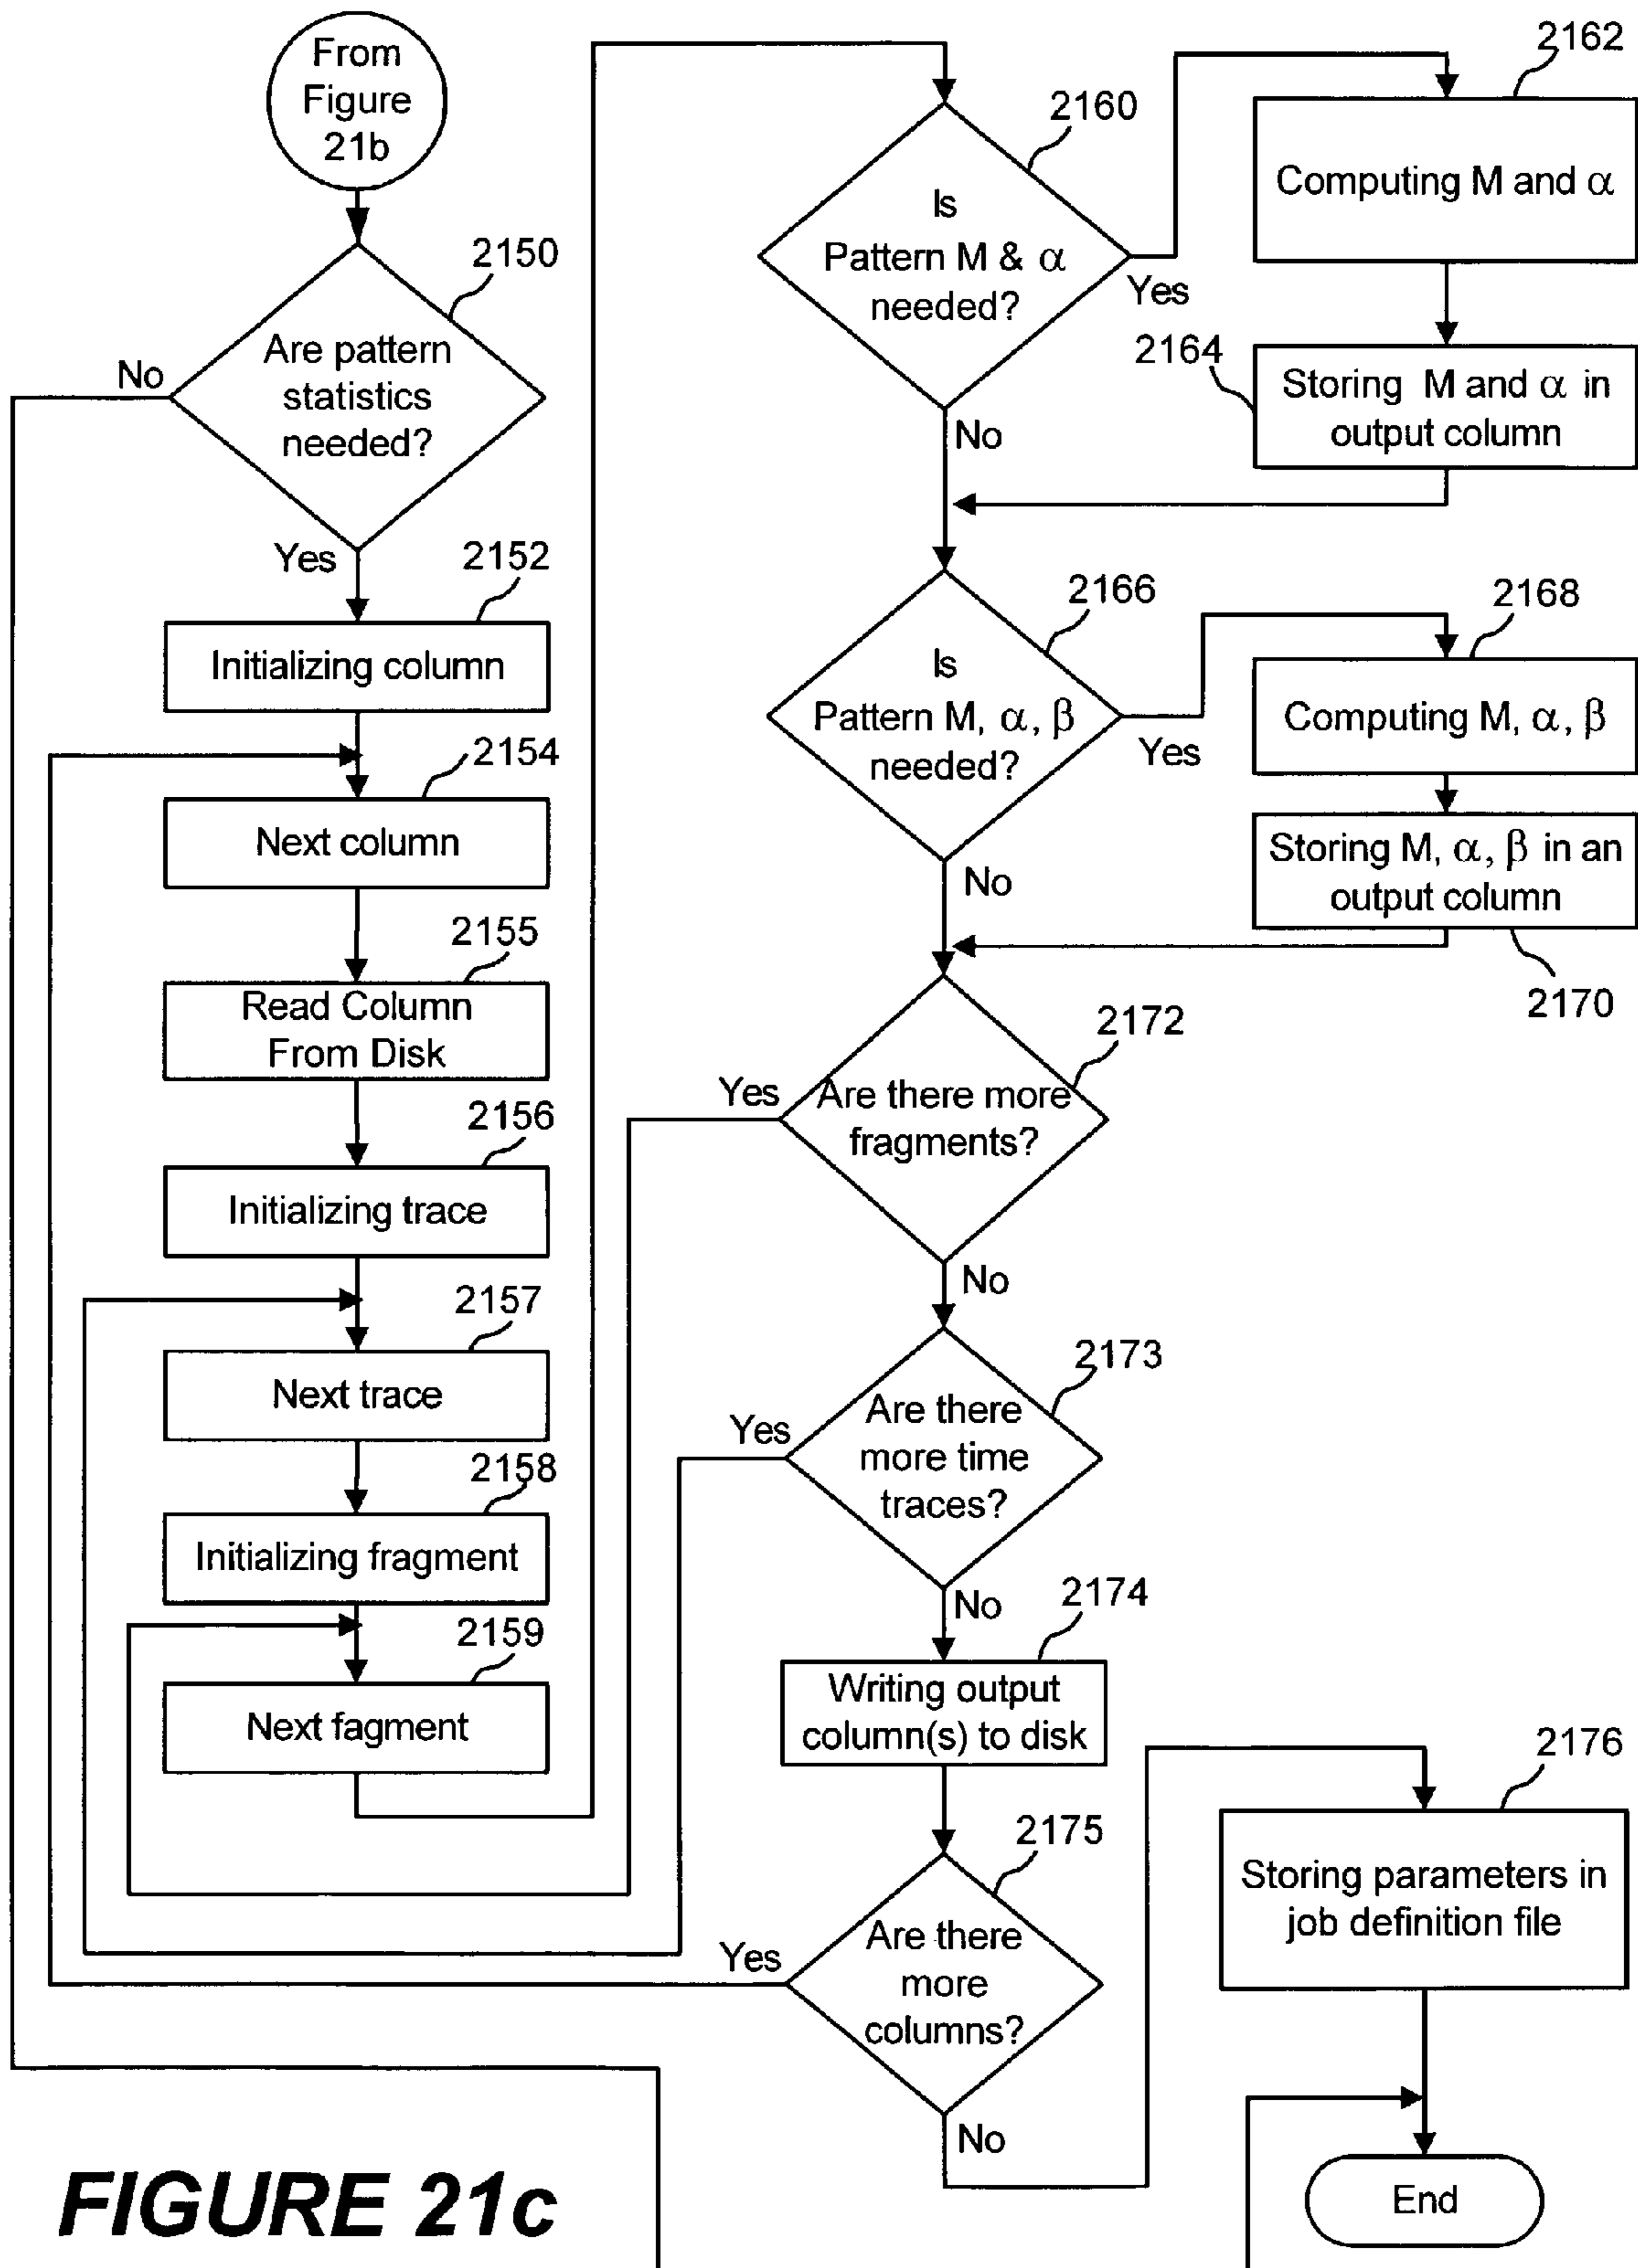 From
Figure
21b
2150
Are pattern
statistics
needed?
No
Yes
2152
Initializing column
2154
Next column
2155
Read Column
From Disk
2156
Initializing trace
2157
Next trace
2158
Initializing fragment
2159
Next fagment
2160
Is
Pattern M & α
needed?
Yes
No
2162
Computing M and α
2164
Storing M and α in
output column
2166
Is
Pattern M, α, β
needed?
Yes
No
2168
Computing M, α, β
Storing M, α, β in an
output column
2170
2172
Are there more
fragments?
Yes
No
2173
Are there
more time
traces?
Yes
No
2174
Writing output
column(s) to disk
2175
Are there
more
columns?
Yes
No
2176
Storing parameters in
job definition file
End
FIGURE 21c